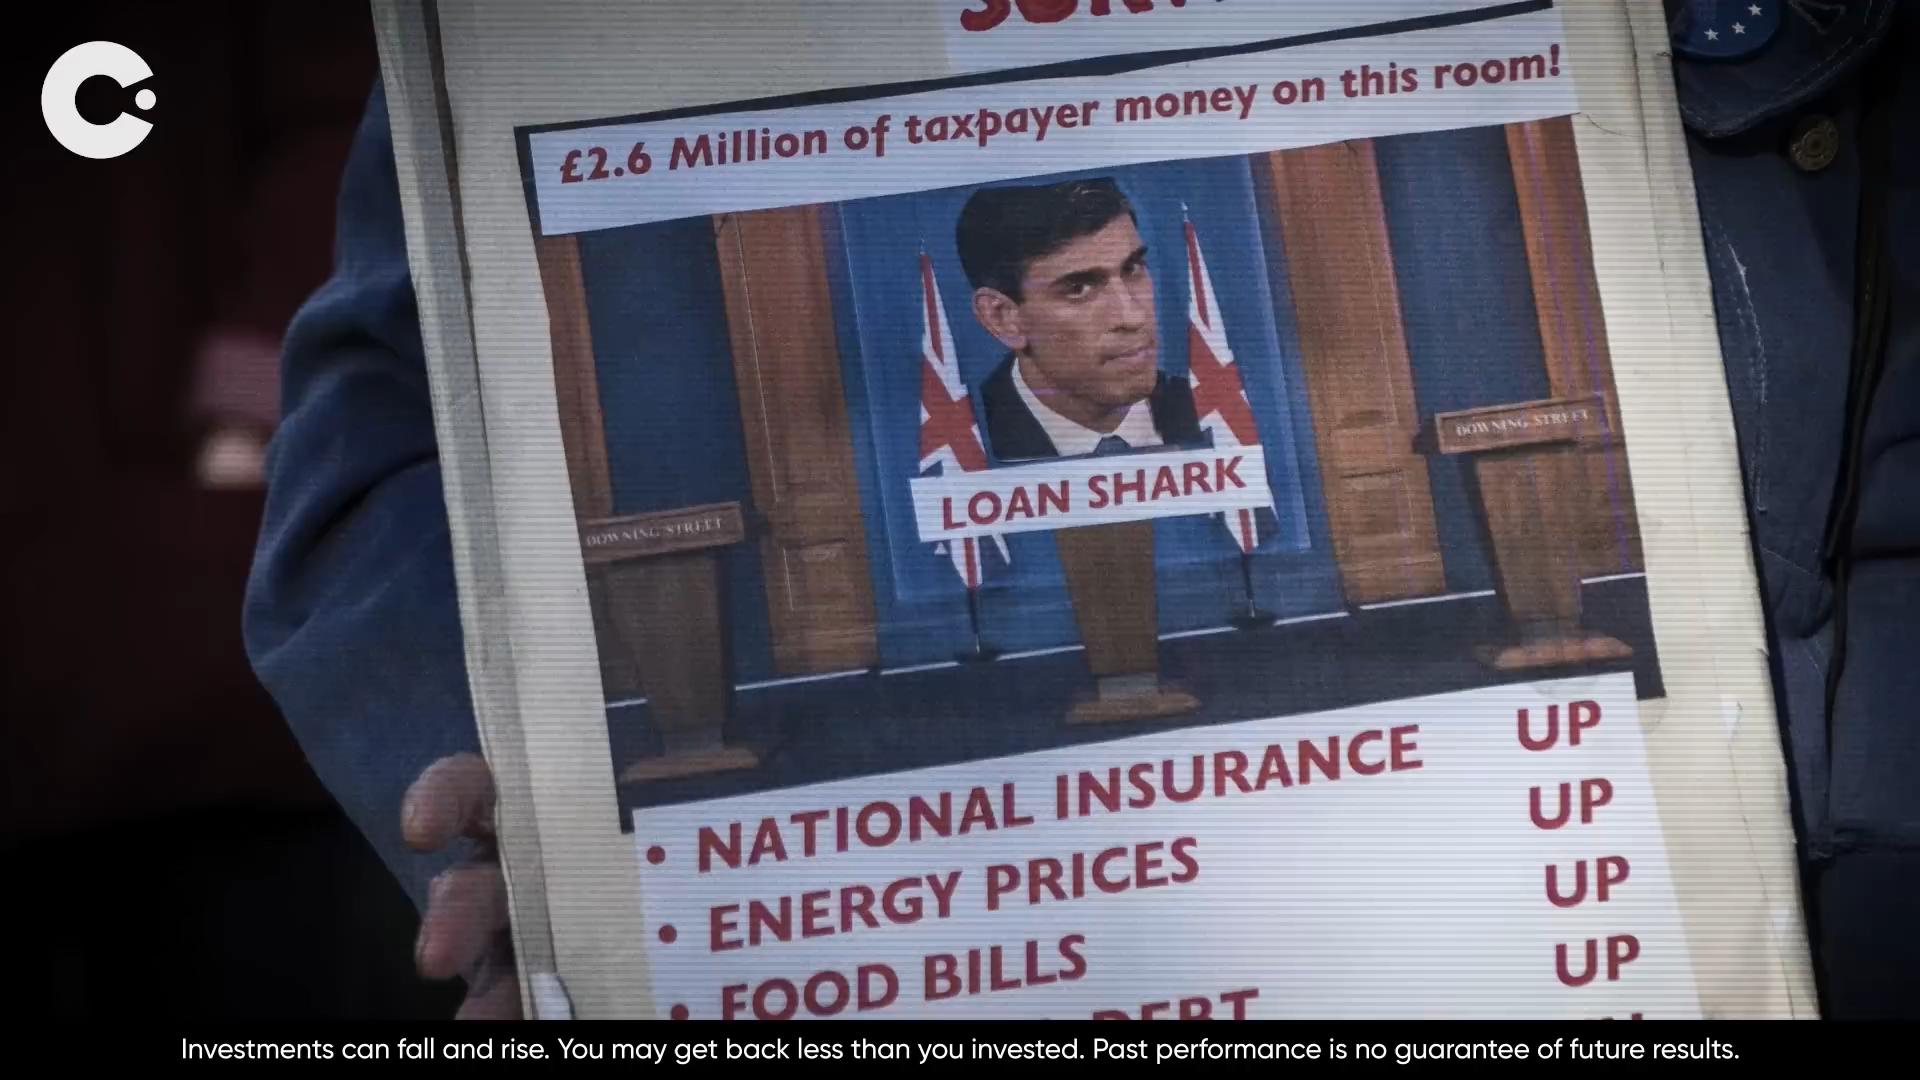 £2.6 Million of taxpayer money on this room!
LOAN SHARK
DOWNING STREET
DOWNING STREET
• NATIONAL INSURANCE UP
• ENERGY PRICES UP
• FOOD BILLS UP
DEBT UP
Investments can fall and rise. You may get back less than you invested. Past performance is no guarantee of future results.